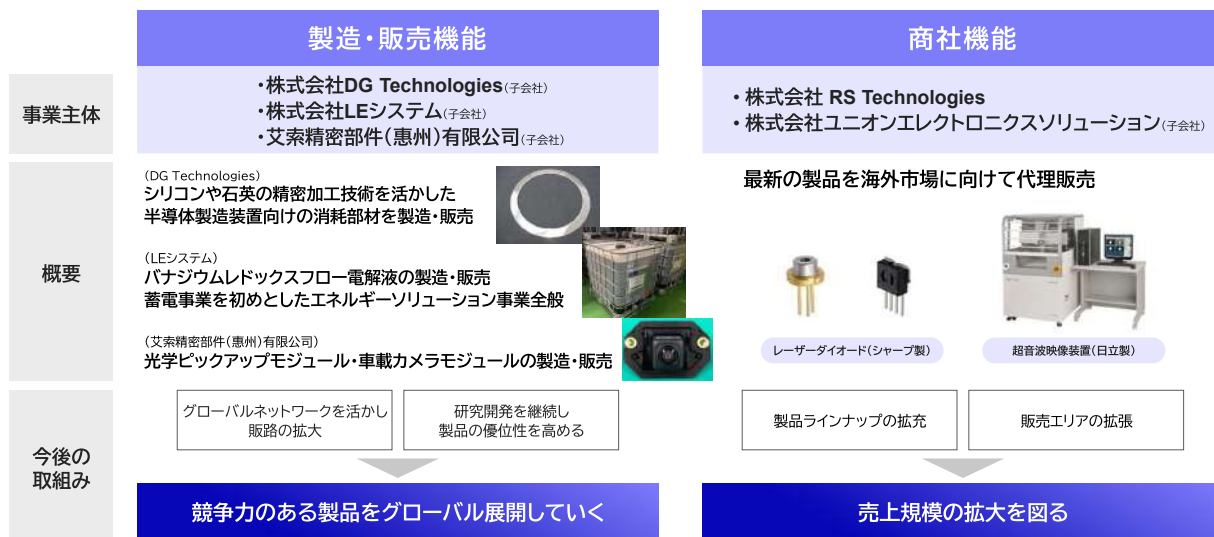 製造・販売機能
商社機能
事業主体
・株式会社DG Technologies(子会社)
・株式会社LEシステム(子会社)
・艾索精密部件(惠州)有限公司(子会社)
・株式会社 RS Technologies
・株式会社ユニオンエレクトロニクスソリューション(子会社)
概要
(DG Technologies)
シリコンや石英の精密加工技術を活かした
半導体製造装置向けの消耗部材を製造・販売
(LEシステム)
バナジウムレドックスフロー電解液の製造・販売
蓄電事業を初めとしたエネルギーソリューション事業全般
(艾索精密部件(惠州)有限公司)
光学ピックアップモジュール・車載カメラモジュールの製造・販売
最新の製品を海外市場に向けて代理販売
レーザーダイオード(シャープ製)
超音波映像装置(日立製)
今後の
取組み
グローバルネットワークを活かし
販路の拡大
研究開発を継続し
製品の優位性を高める
製品ラインナップの拡充
販売エリアの拡張
競争力のある製品をグローバル展開していく
売上規模の拡大を図る